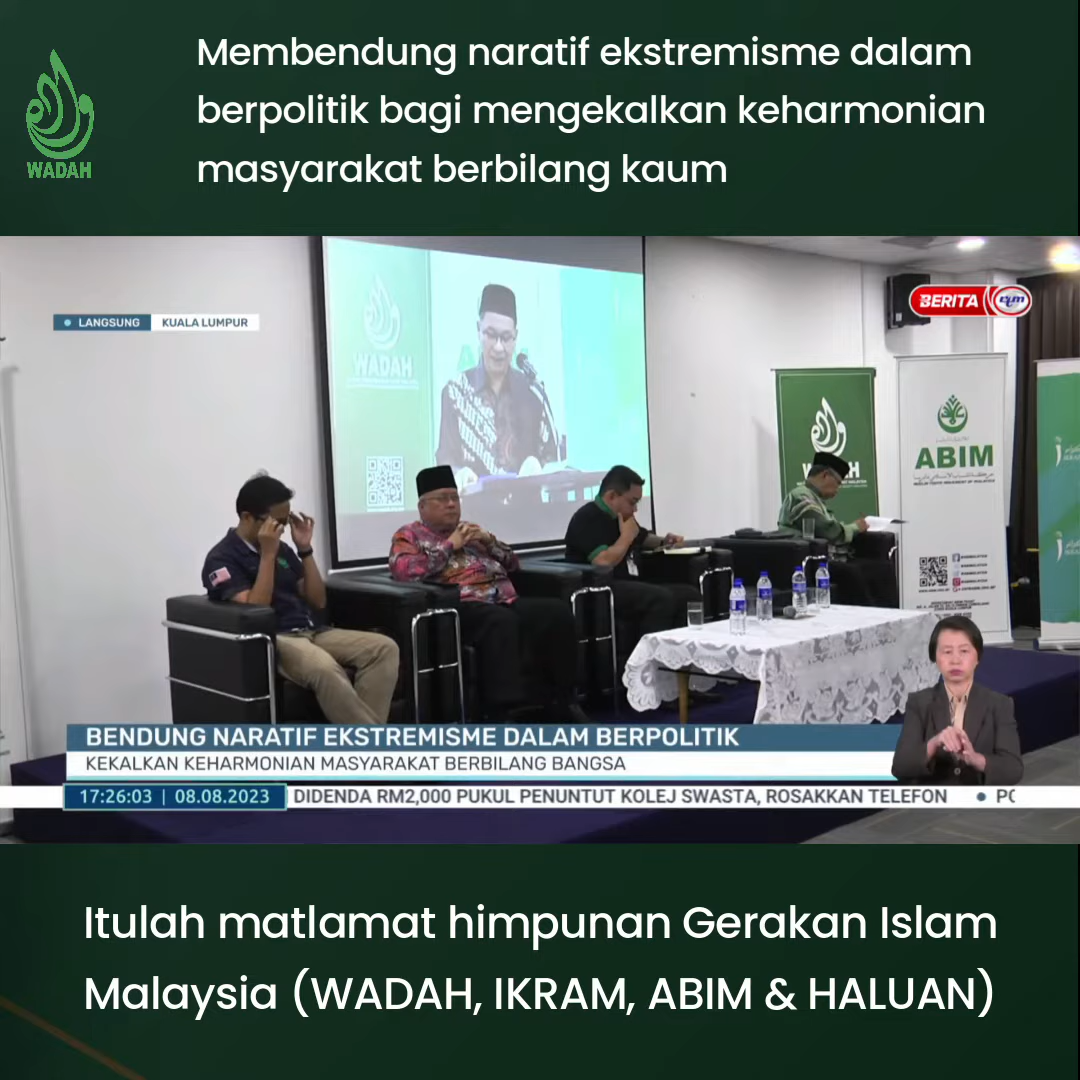 Membendung naratif ekstremisme dalam
berpolitik bagi mengekalkan keharmonian
masyarakat berbilang kaum
WADAH
LANGSUNG KUALA LUMPUR
BERITA rtm
WADAH
WADAH
ABIM
BENDUNG NARATIF EKSTREMISME DALAM BERPOLITIK
KEKALKAN KEHARMONIAN MASYARAKAT BERBILANG BANGSA
17:26:03 | 08.08.2023 DIDENDA RM2,000 PUKUL PENUNTUT KOLEJ SWASTA, ROSAKKAN TELEFON •
Itulah matlamat himpunan Gerakan Islam
Malaysia (WADAH, IKRAM, ABIM & HALUAN)